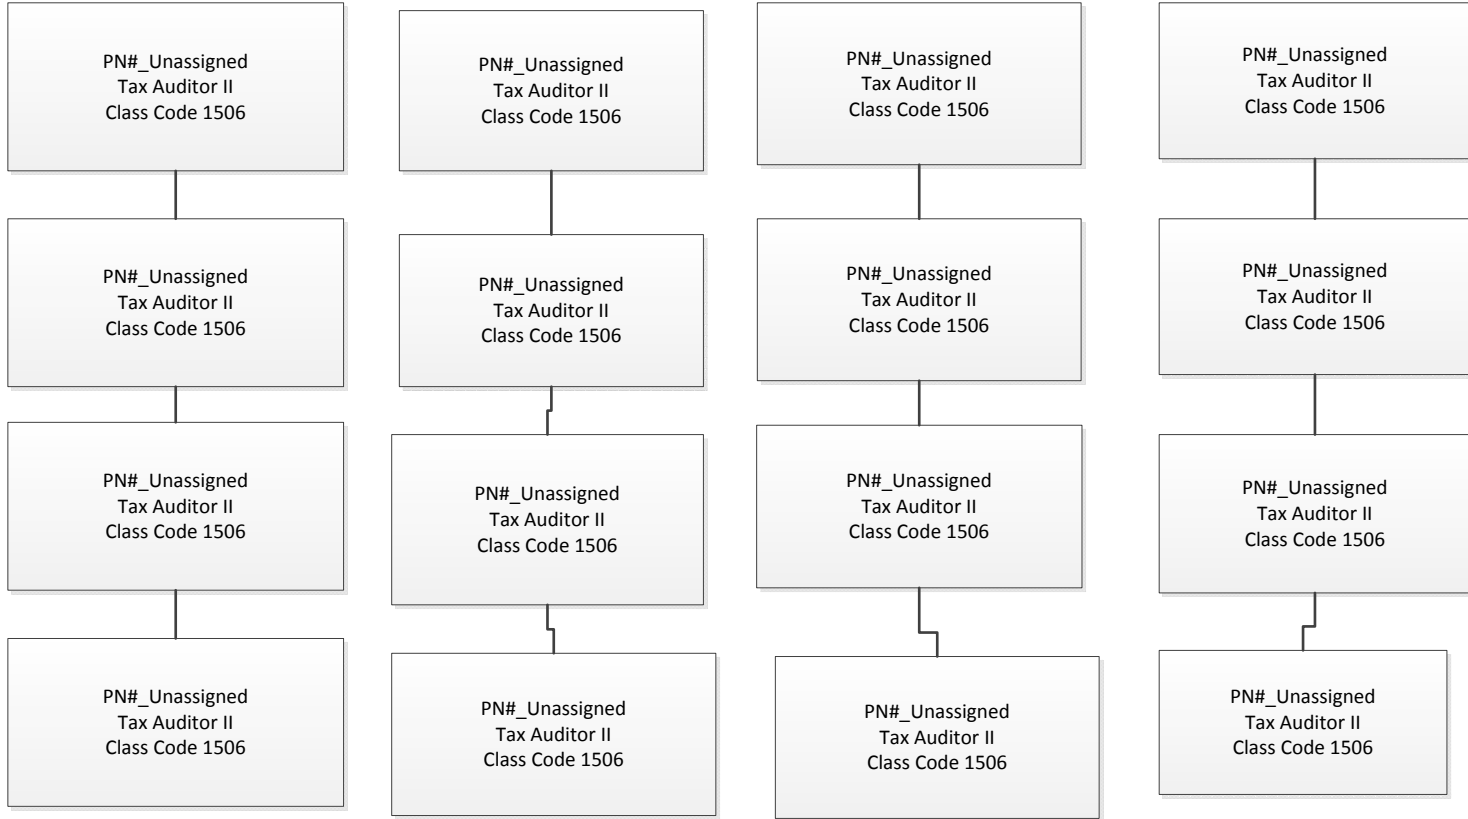 PN#_Unassigned
Tax Auditor II
Class Code 1506
PN#_Unassigned
Tax Auditor II
Class Code 1506
PN#_Unassigned
Tax Auditor II
Class Code 1506
PN#_Unassigned
Tax Auditor II
Class Code 1506
PN#_Unassigned
Tax Auditor II
Class Code 1506
PN#_Unassigned
Tax Auditor II
Class Code 1506
PN#_Unassigned
Tax Auditor II
Class Code 1506
PN#_Unassigned
Tax Auditor II
Class Code 1506
PN#_Unassigned
Tax Auditor II
Class Code 1506
PN#_Unassigned
Tax Auditor II
Class Code 1506
PN#_Unassigned
Tax Auditor II
Class Code 1506
PN#_Unassigned
Tax Auditor II
Class Code 1506
PN#_Unassigned
Tax Auditor II
Class Code 1506
PN#_Unassigned
Tax Auditor II
Class Code 1506
PN#_Unassigned
Tax Auditor II
Class Code 1506
PN#_Unassigned
Tax Auditor II
Class Code 1506